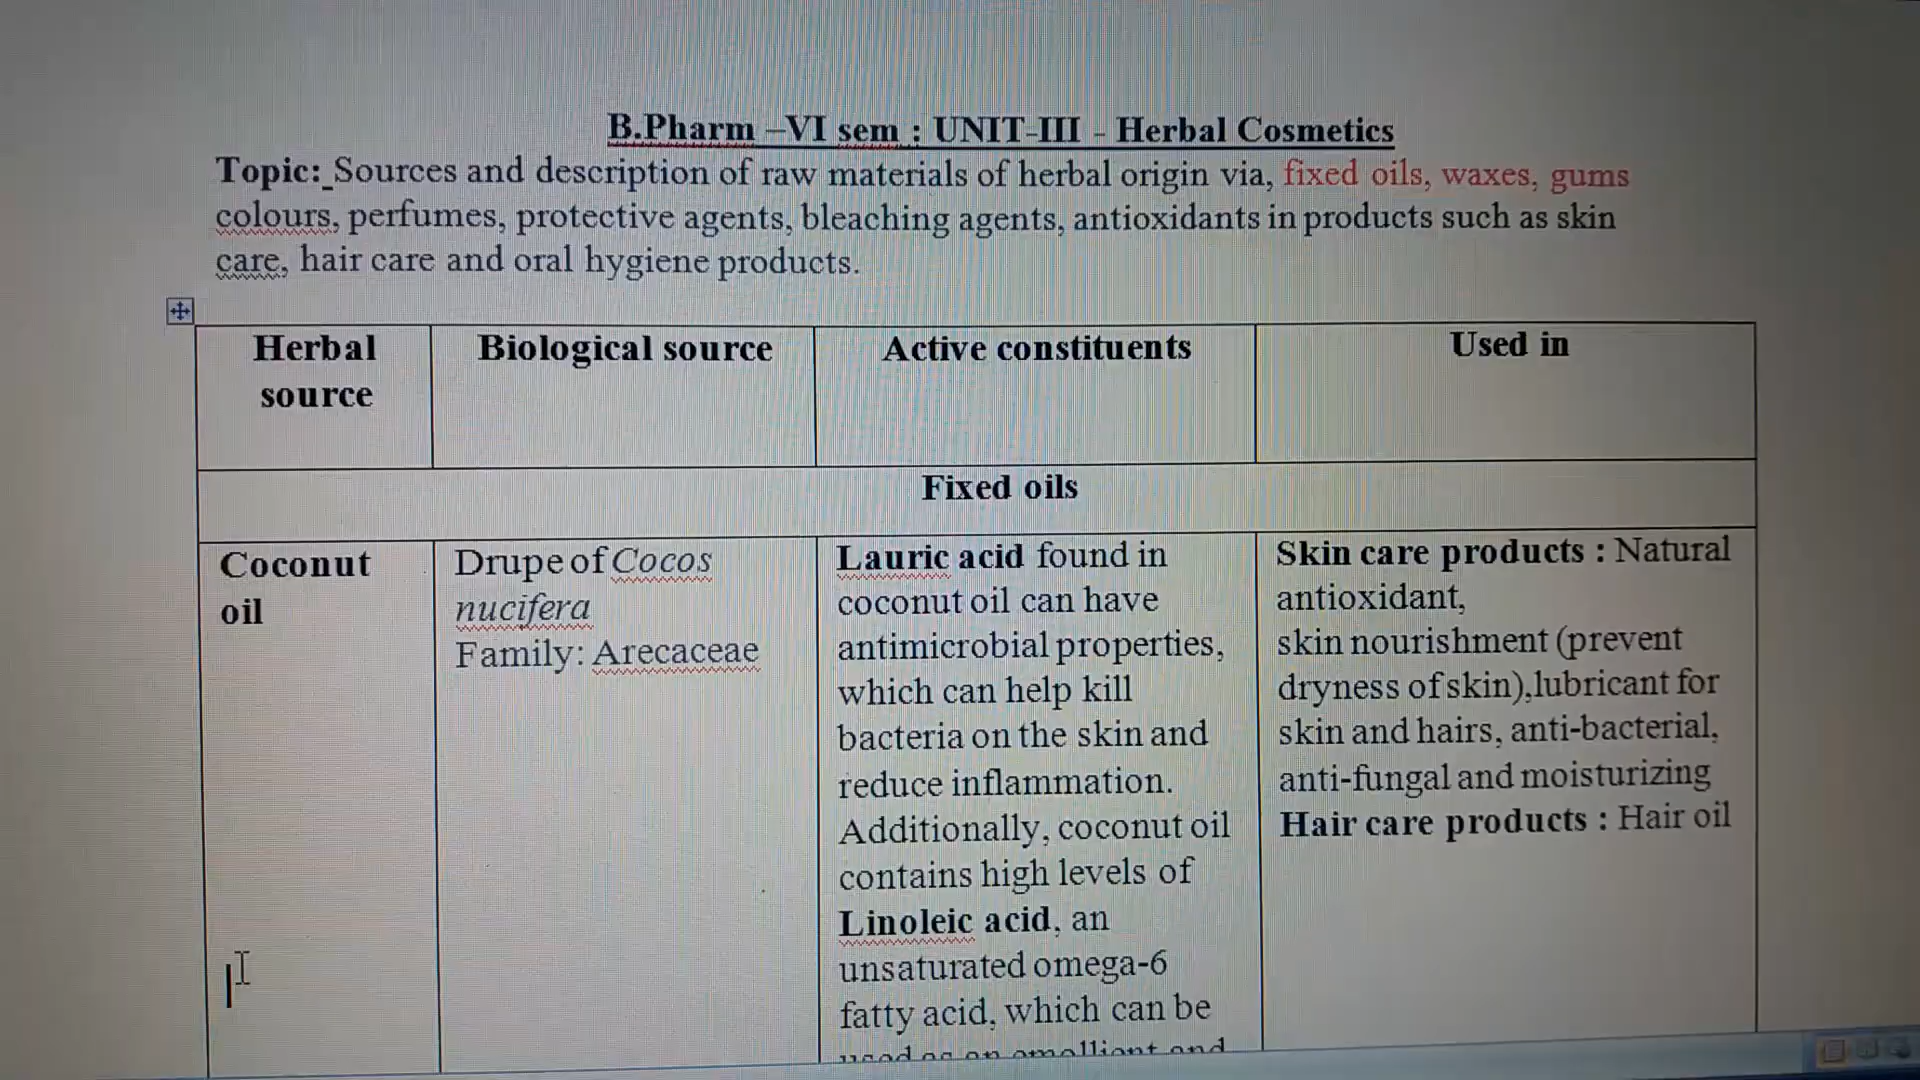 B.Pharm –VI sem : UNIT-III - Herbal Cosmetics
Topic: Sources and description of raw materials of herbal origin via, fixed oils, waxes, gums
colours, perfumes, protective agents, bleaching agents, antioxidants in products such as skin
care, hair care and oral hygiene products.
Herbal
source
Biological source
Active constituents
Used in
Fixed oils
Coconut
oil
Drupe of Cocos
nucifera
Family: Arecaceae
Lauric acid found in
coconut oil can have
antimicrobial properties,
which can help kill
bacteria on the skin and
reduce inflammation.
Additionally, coconut oil
contains high levels of
Linoleic acid, an
unsaturated omega-6
fatty acid, which can be
used as an emollient and
Skin care products : Natural
antioxidant,
skin nourishment (prevent
dryness of skin),lubricant for
skin and hairs, anti-bacterial,
anti-fungal and moisturizing
Hair care products : Hair oil